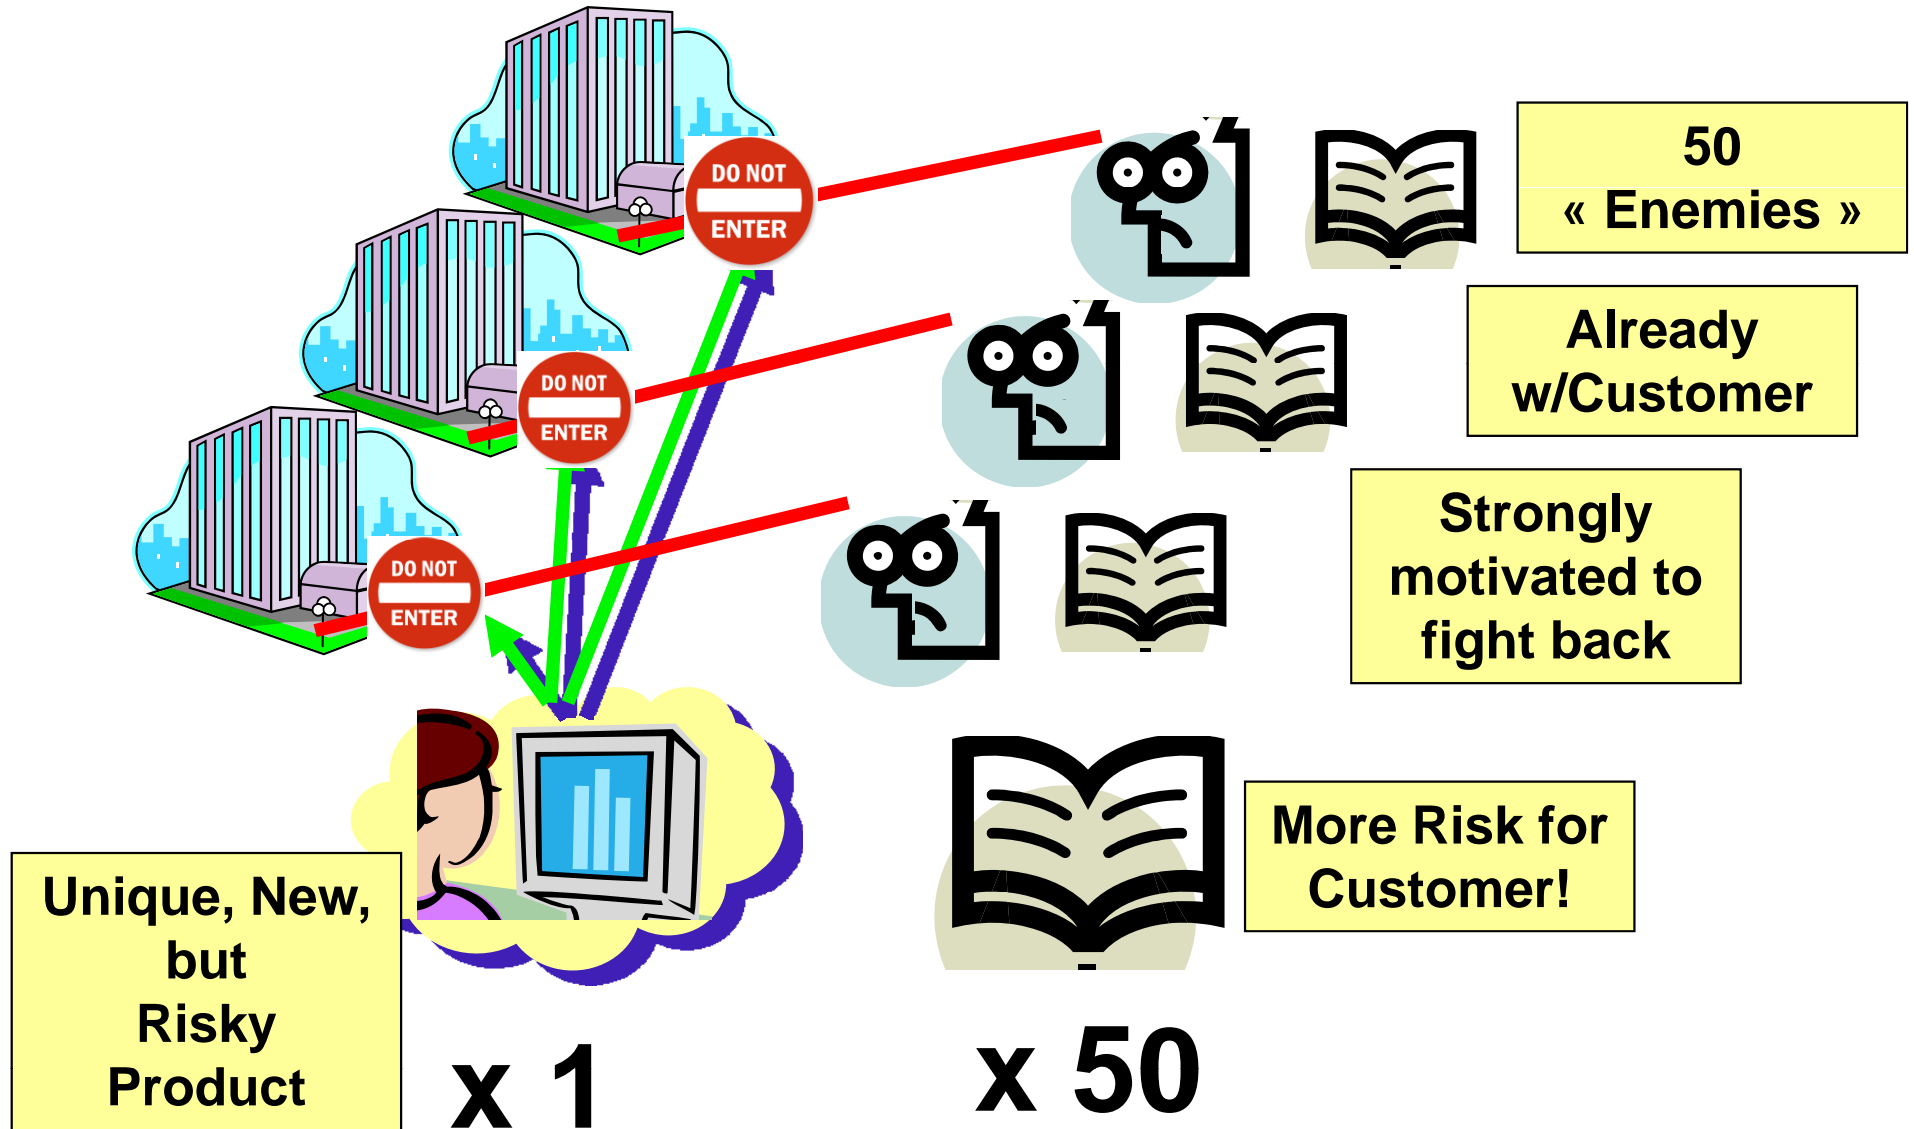 DO NOT
ENTER
50
« Enemies »
DO NOT
ENTER
Already
w/Customer
DO NOT
ENTER
Strongly
motivated to
fight back
More Risk for
Customer!
Unique, New,
but
Risky
Product
x 1
x 50